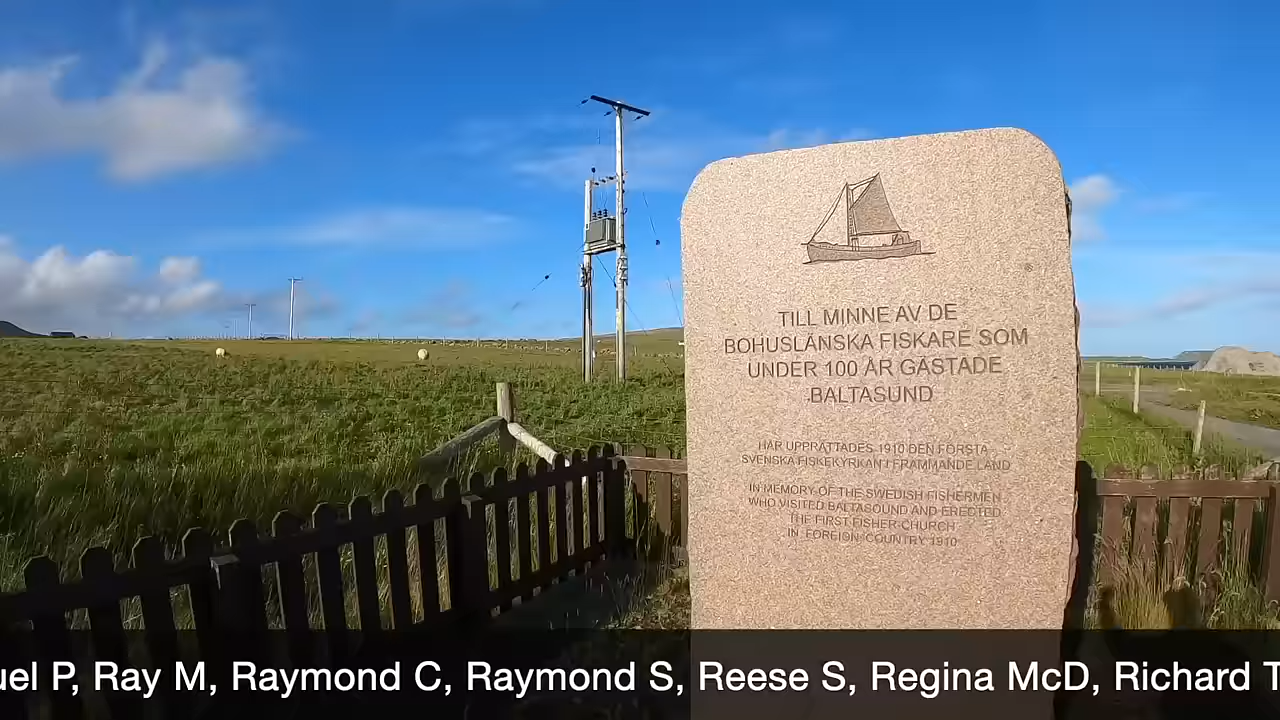 TILL MINNE AV DE
BOHUSLÄNSKA FISKARE SOM
UNDER 100 ÅR GÄSTADE
BALTASUND
HÄR UPPRÄTTADES 1910 DEN FÖRSTA
SVENSKA FISKEKYRKAN I FRÄMMANDE LAND
IN MEMORY OF THE SWEDISH FISHERMEN
WHO VISITED BALTASOUND AND ERECTED
THE FIRST FISHER CHURCH
IN FOREIGN COUNTRY 1910
uel P, Ray M, Raymond C, Raymond S, Reese S, Regina McD, Richard T